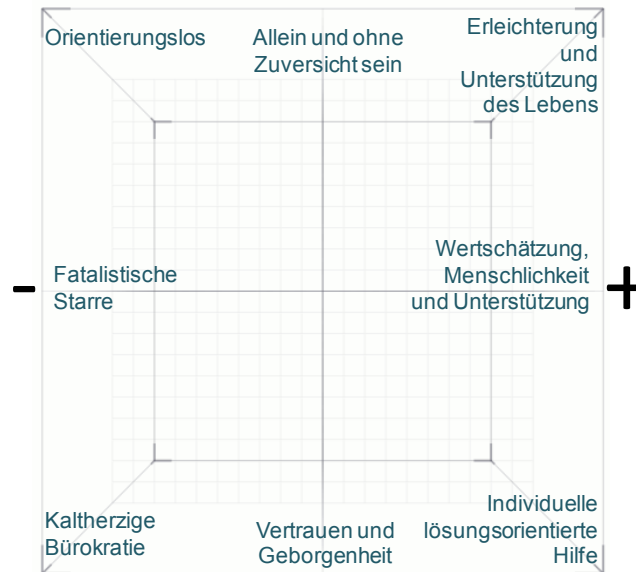 Orientierungslos
Allein und ohne
Zuversicht sein
Erleichterung
und
Unterstützung
des Lebens
-
Fatalistische
Starre
Wertschätzung,
Menschlichkeit
und Unterstützung
+
Kaltherzige
Bürokratie
Vertrauen und
Geborgenheit
Individuelle
lösungsorientierte
Hilfe